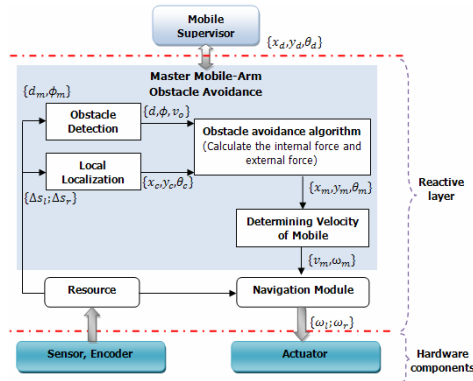 Mobile
Supervisor
{x_d, y_d, θ_d}
Master Mobile-Arm
Obstacle Avoidance
{d_m, ϕ_m}
Obstacle
Detection
{d, ϕ, v_o}
Obstacle avoidance algorithm
(Calculate the internal force and
external force)
Local
Localization
{x_c, y_c, θ_c}
{Δs_l; Δs_r}
{x_m, y_m, θ_m}
Reactive
layer
Determining Velocity
of Mobile
{v_m, ω_m}
Resource
Navigation Module
{ω_l; ω_r}
Sensor, Encoder
Actuator
Hardware
components